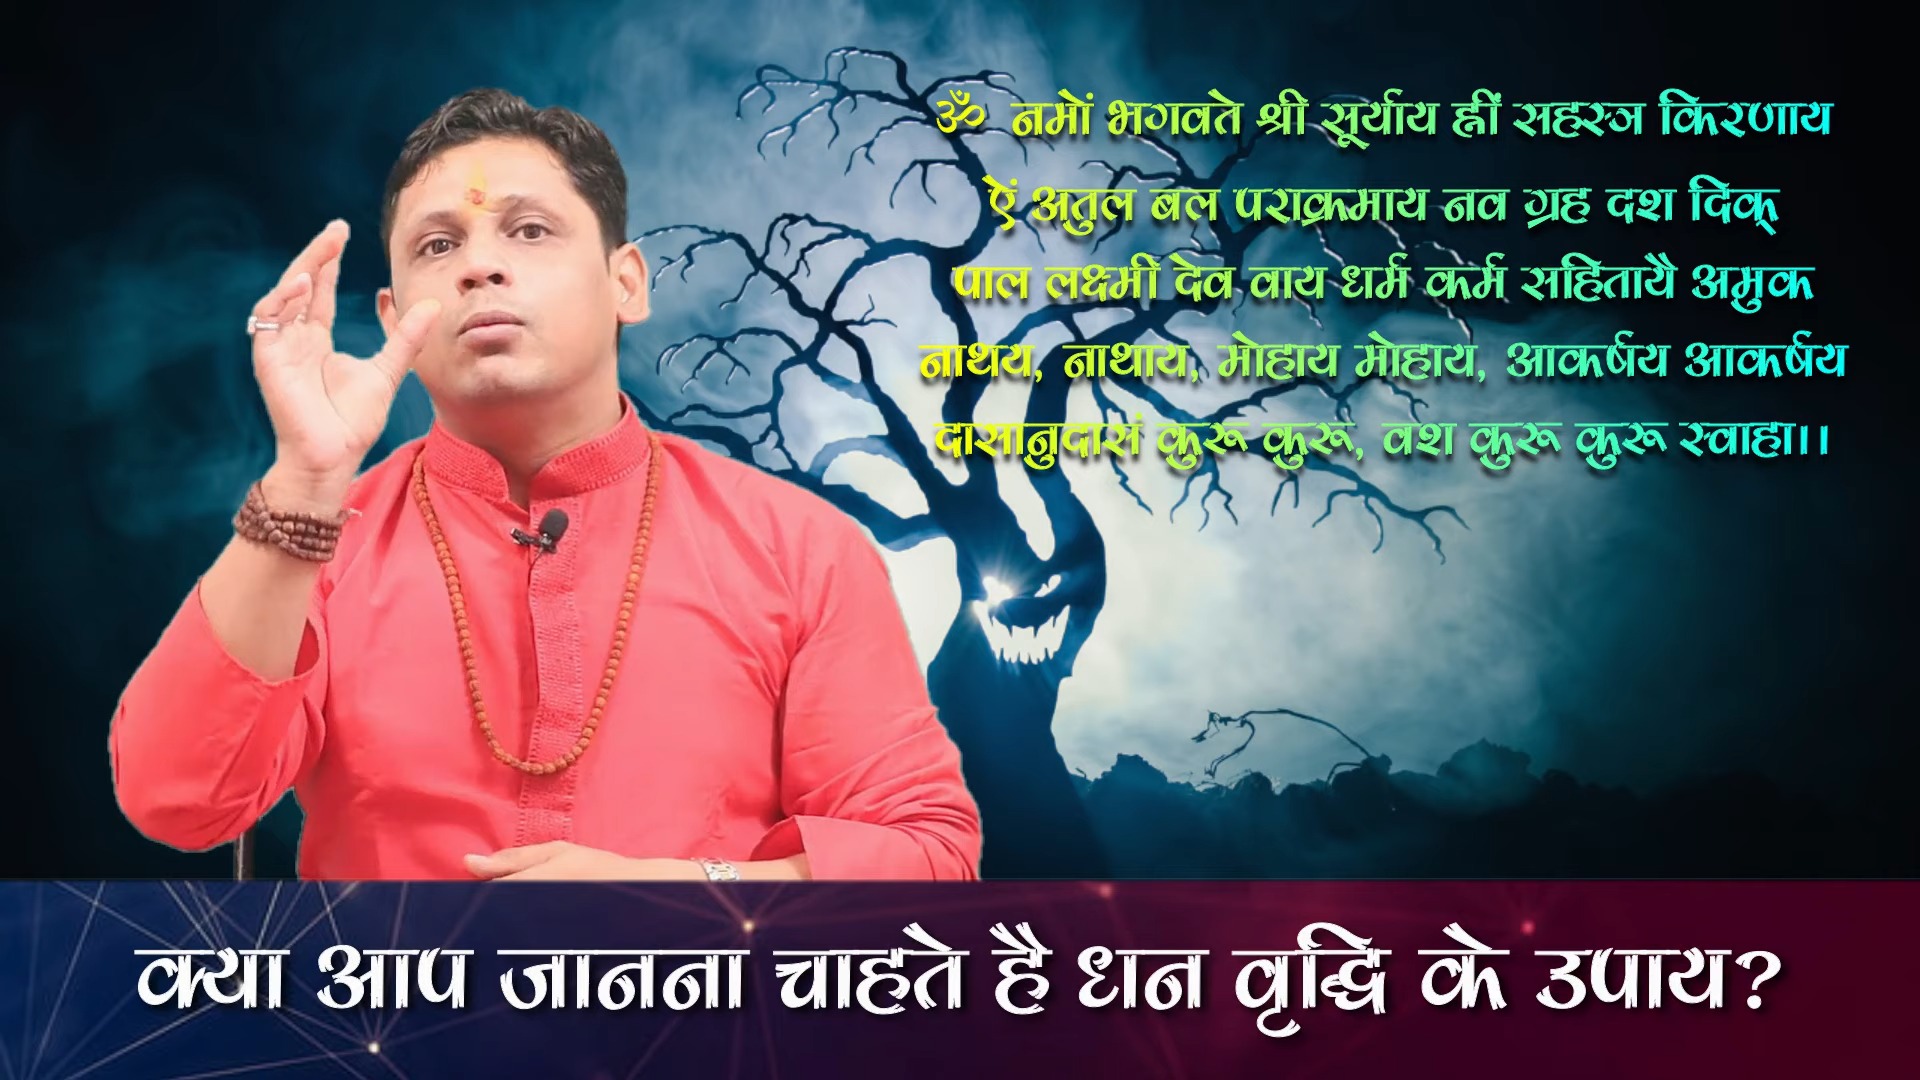 ॐ नमों भगवते श्री सूर्याय ह्नीं सहस्त्र किरणाय
ऐं अतुल बल पराक्रमाय नव ग्रह दश दिक्
पाल लक्ष्मी देव वाय धर्म कर्म सहितायै अमुक
नाथय, नाथाय, मोहाय मोहाय, आकर्षय आकर्षय
दासानुदासं कुरू कुरू, वश कुरू कुरू स्वाहा।।
क्या आप जानना चाहते है धन वृद्धि के उपाय?